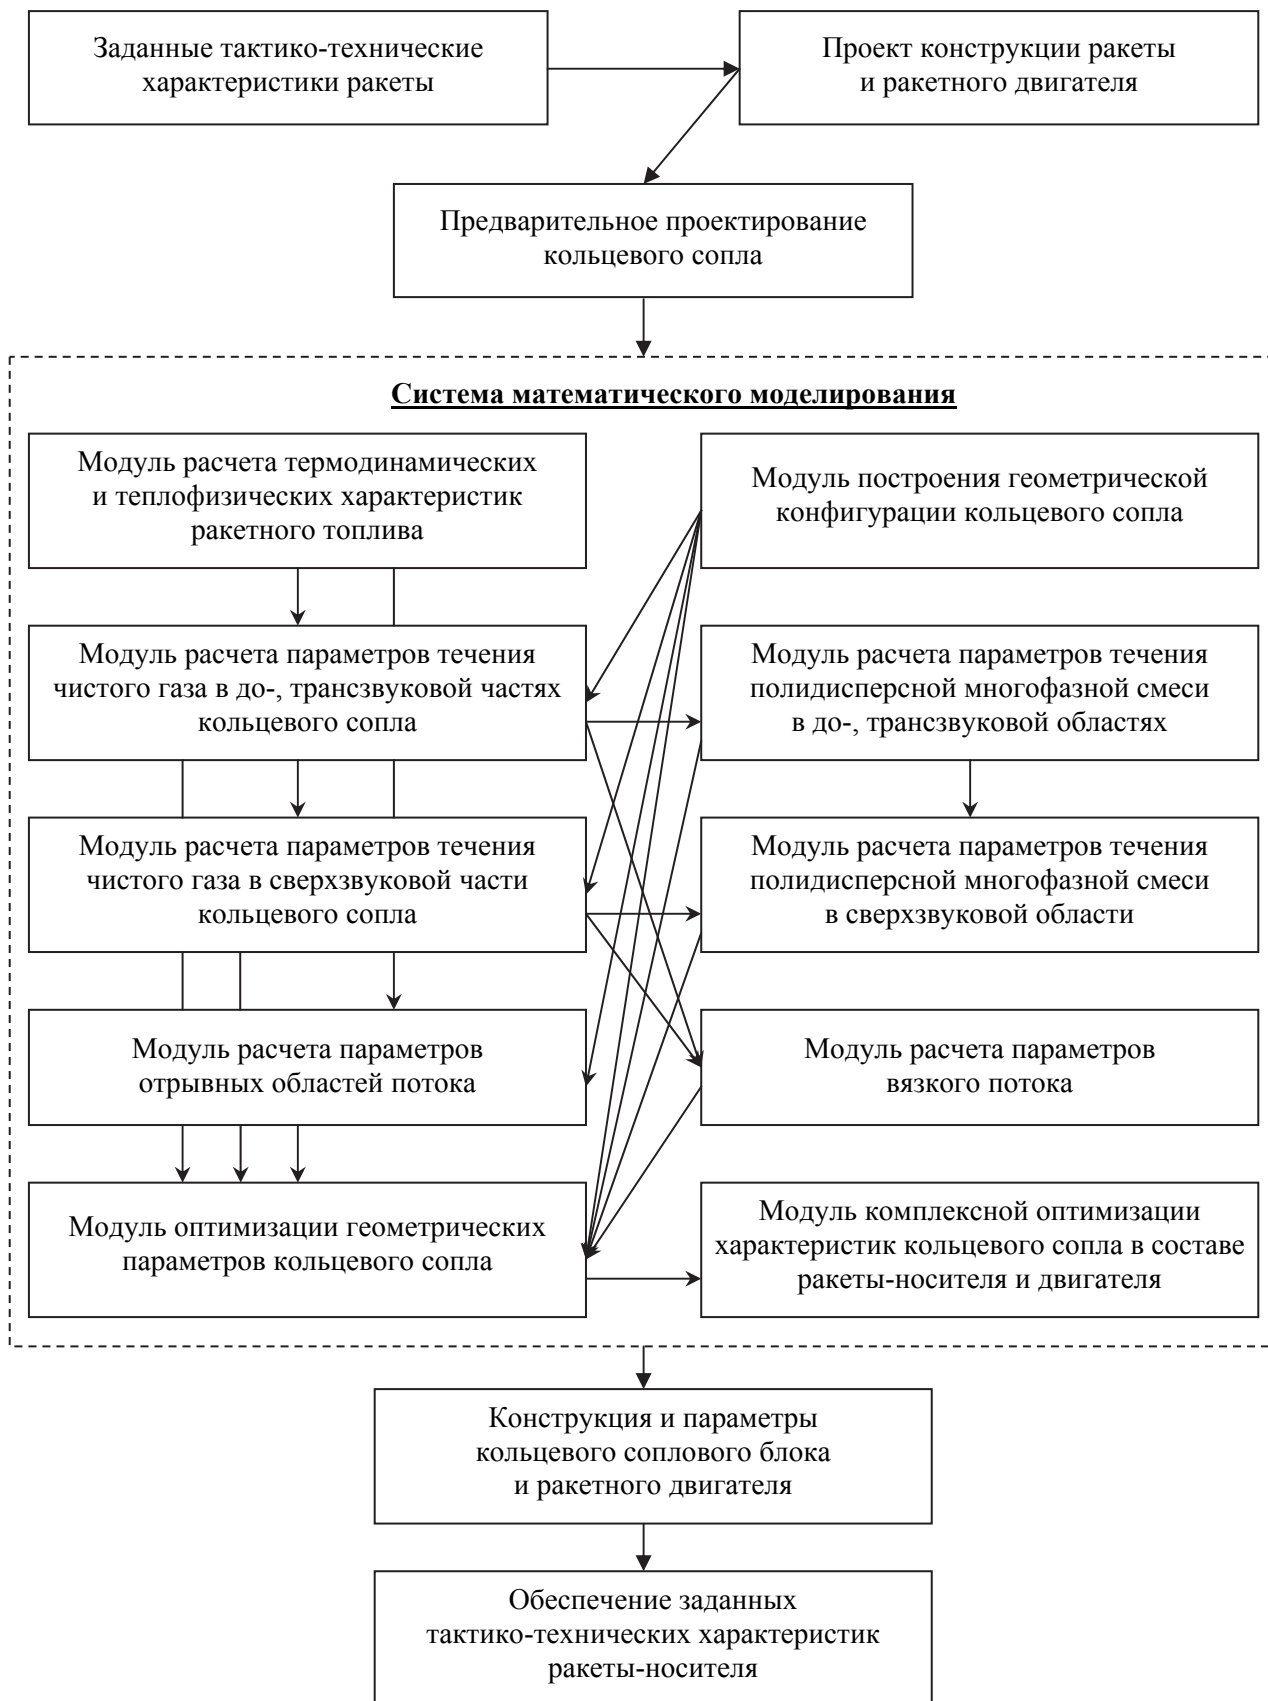 Заданные тактико-технические
характеристики ракеты
Проект конструкции ракеты
и ракетного двигателя
Предварительное проектирование
кольцевого сопла
Система математического моделирования
Модуль расчета термодинамических
и теплофизических характеристик
ракетного топлива
Модуль построения геометрической
конфигурации кольцевого сопла
Модуль расчета параметров течения
чистого газа в до-, трансзвуковой частях
кольцевого сопла
Модуль расчета параметров течения
полидисперсной многофазной смеси
в до-, трансзвуковой областях
Модуль расчета параметров течения
чистого газа в сверхзвуковой части
кольцевого сопла
Модуль расчета параметров течения
полидисперсной многофазной смеси
в сверхзвуковой области
Модуль расчета параметров
отрывных областей потока
Модуль расчета параметров
вязкого потока
Модуль оптимизации геометрических
параметров кольцевого сопла
Модуль комплексной оптимизации
характеристик кольцевого сопла в составе
ракеты-носителя и двигателя
Конструкция и параметры
кольцевого соплового блока
и ракетного двигателя
Обеспечение заданных
тактико-технических характеристик
ракеты-носителя